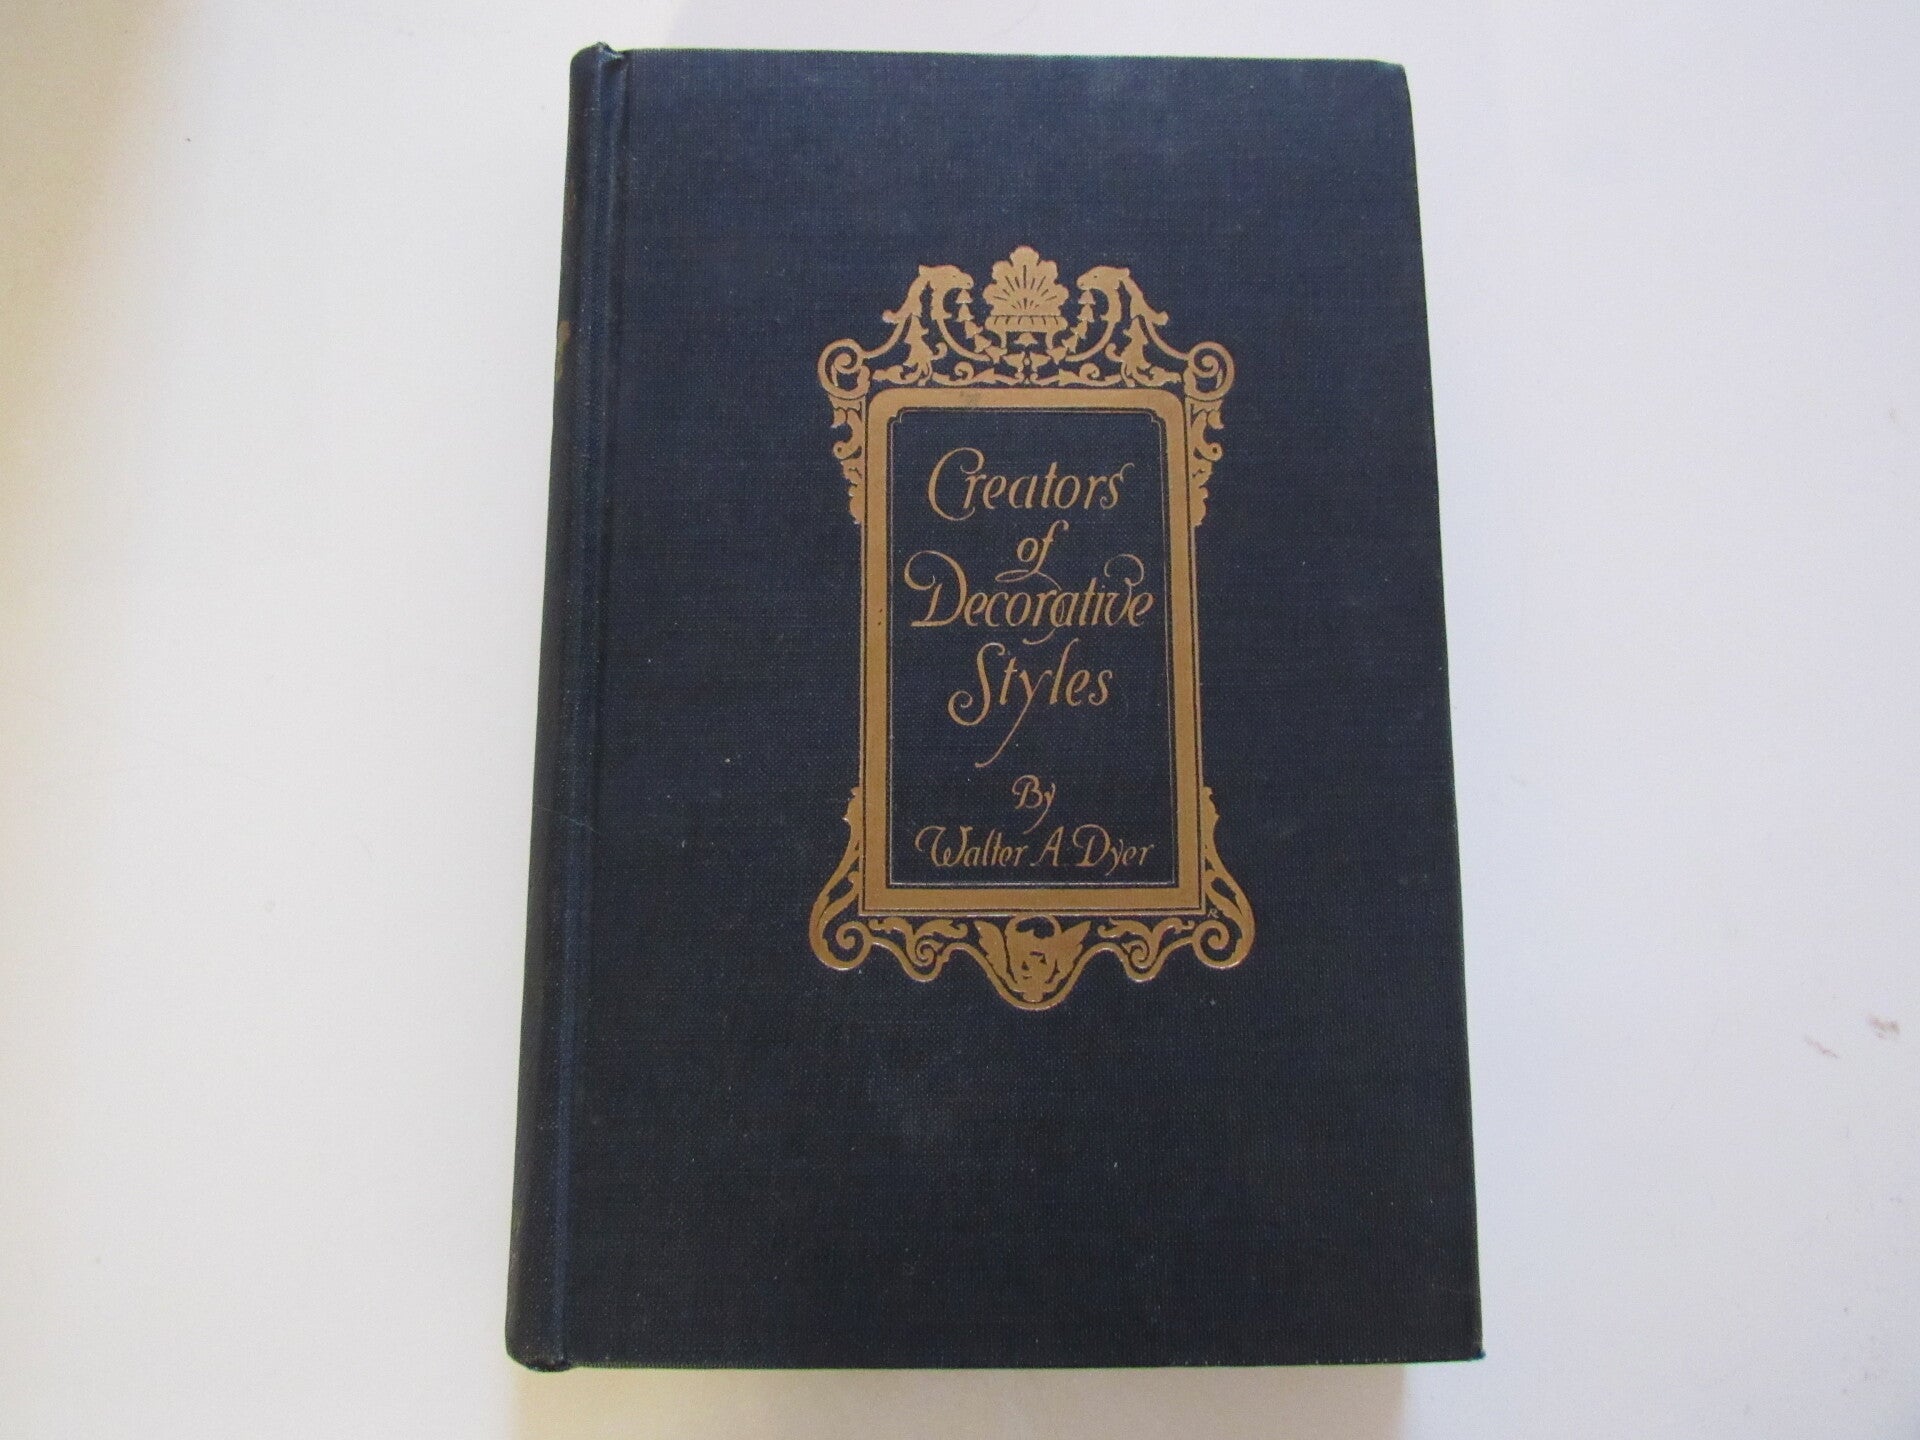 Creators
of
Decorative
Styles
By
Walter A Dyer